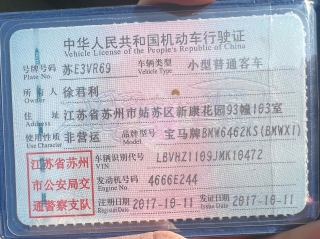 中华人民共和国机动车行驶证
Vehicle License of the People's Republic of China
号牌号码 苏E3VR69 车辆类型 小型普通客车
Plate No. Vehicle Type
所有人 徐君利
Owner
住址 江苏省苏州市姑苏区新康花园93幢103室
Address
使用性质 非营运 品牌型号 宝马牌BMW6462KS(BMWX1)
Use Character Model
江苏省苏州市公安局交通警察支队
车辆识别代号 LBVHZ1109JMK10472
VIN
发动机号码 4666E244
Engine No.
注册日期 2017-10-11 发证日期 2017-10-11
Register Date Issue Date